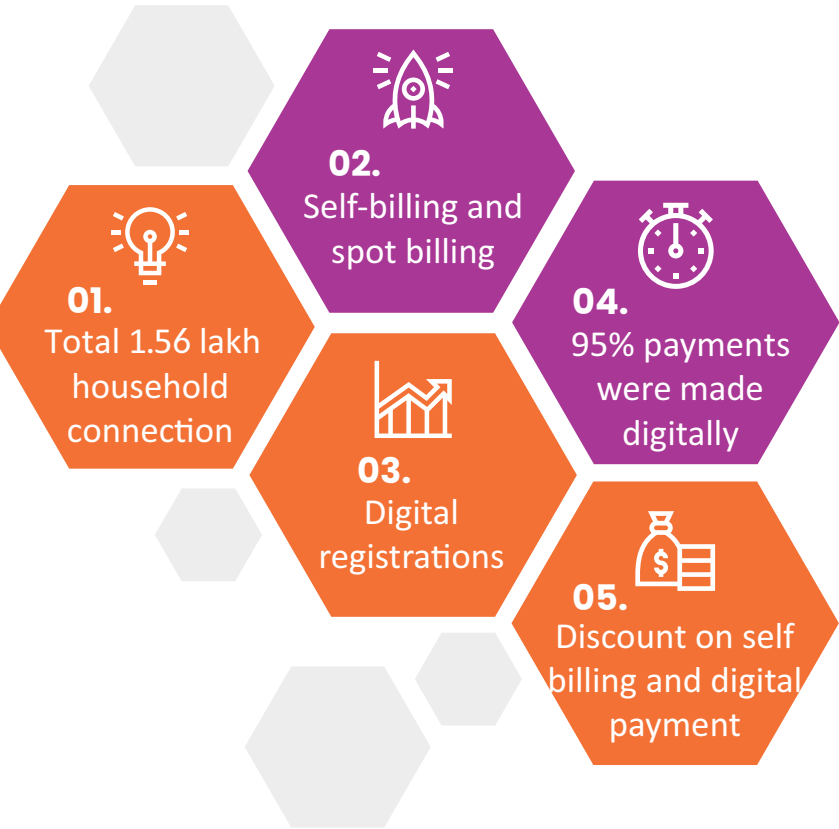 01.
Total 1.56 lakh
household
connection
02.
Self-billing and
spot billing
03.
Digital
registrations
04.
95% payments
were made
digitally
05.
$
Discount on self
billing and digital
payment